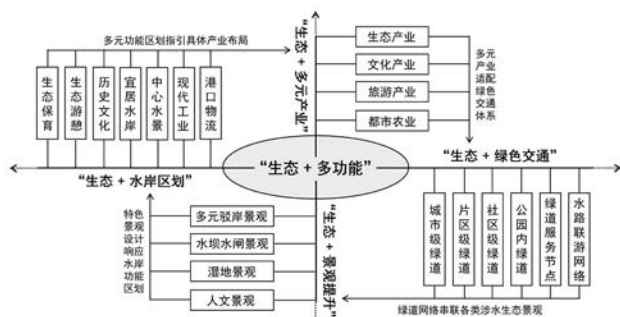 多元功能区划指引具体产业布局
生态保育
生态游憩
历史文化
宜居水岸
中心水景
现代工业
港口物流
“生态 + 多元产业”
生态产业
文化产业
旅游产业
都市农业
多元产业适配绿色交通体系
“生态 + 多功能”
“生态 + 水岸区划”
“生态 + 绿色交通”
特色景观设计响应水岸功能区划
多元驳岸景观
水坝水闸景观
湿地景观
人文景观
“生态 + 景观提升”
城市级绿道
片区级绿道
社区级绿道
公园内绿道
绿道服务节点
水路联游网络
绿道网络串联各类涉水生态景观